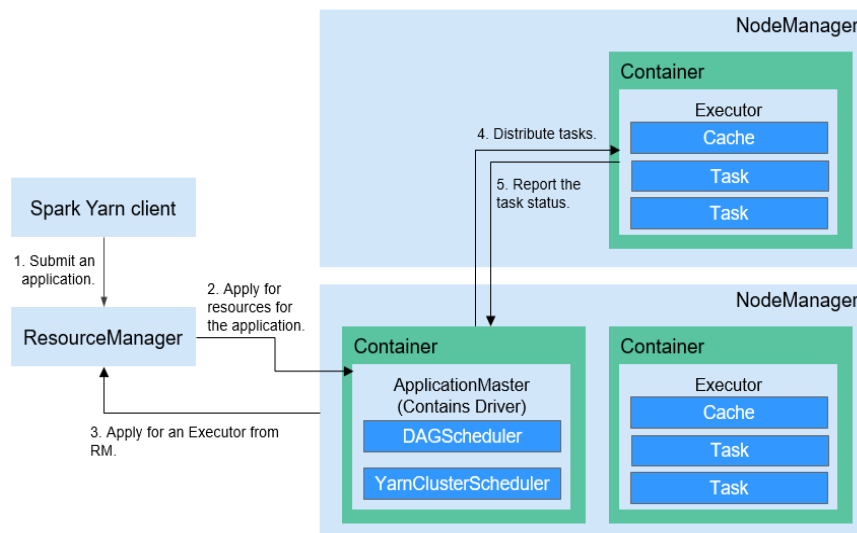 NodeManager
Container
Executor
Cache
Task
Task
4. Distribute tasks.
5. Report the
task status.
Spark Yarn client
1. Submit an
application.
ResourceManager
2. Apply for
resources for
the application.
3. Apply for an Executor from
RM.
NodeManager
Container
ApplicationMaster
(Contains Driver)
DAGScheduler
YarnClusterScheduler
Container
Executor
Cache
Task
Task